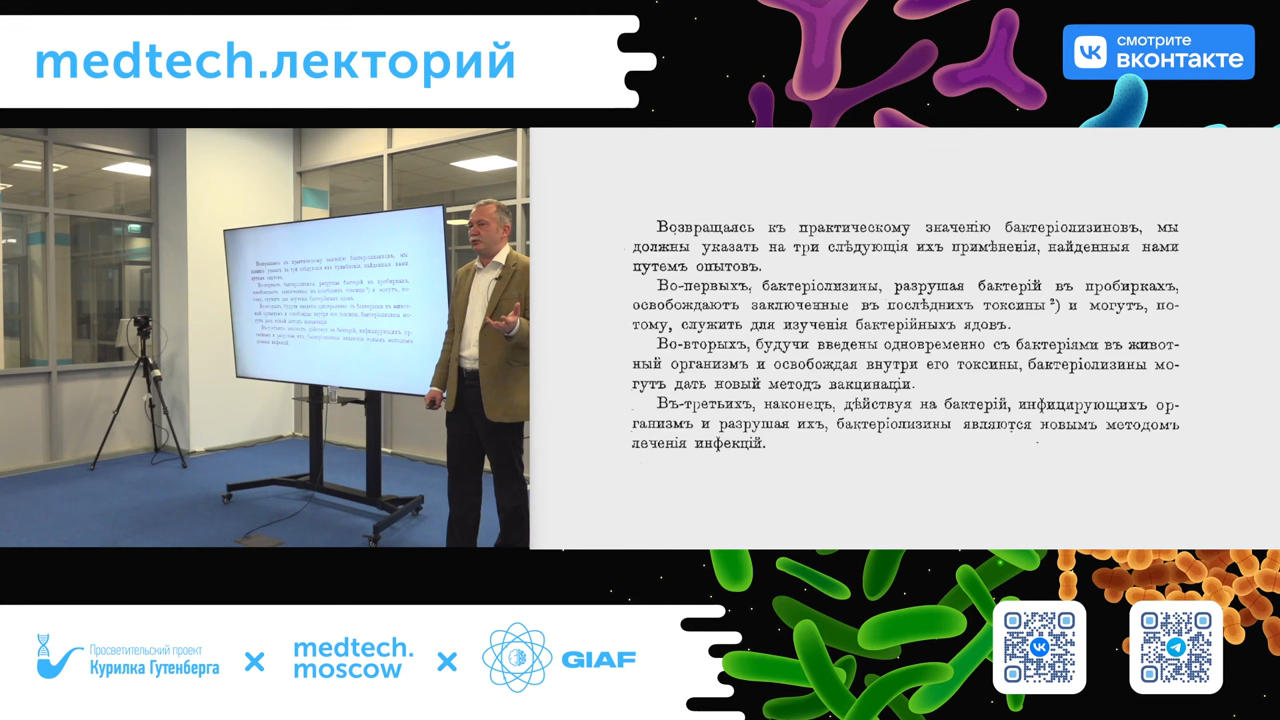 medtech.лекторий
смотрите
вконтакте
Возвращаясь къ практическому значенію бактеріолизиновъ, мы
должны указать на три слѣдующія ихъ примѣненія, найденныя нами
путемъ опытовъ.
Во-первыхъ, бактеріолизины, разрушая бактерій въ пробиркахъ,
освобождаютъ заключенные въ послѣднихъ токсины ²) и могутъ, по-
тому, служить для изученія бактерійныхъ ядовъ.
Во-вторыхъ, будучи введены одновременно съ бактеріями въ живот-
ный организмъ и освобождая внутри его токсины, бактеріолизины мо-
гутъ дать новый методъ вакцинаціи.
Въ-третьихъ, наконецъ, дѣйствуя на бактерій, инфицирующихъ ор-
ганизмъ и разрушая ихъ, бактеріолизины являются новымъ методомъ
леченія инфекцій.
Просветительский проект
Курилка Гутенберга
×
medtech.
moscow
×
GIAF